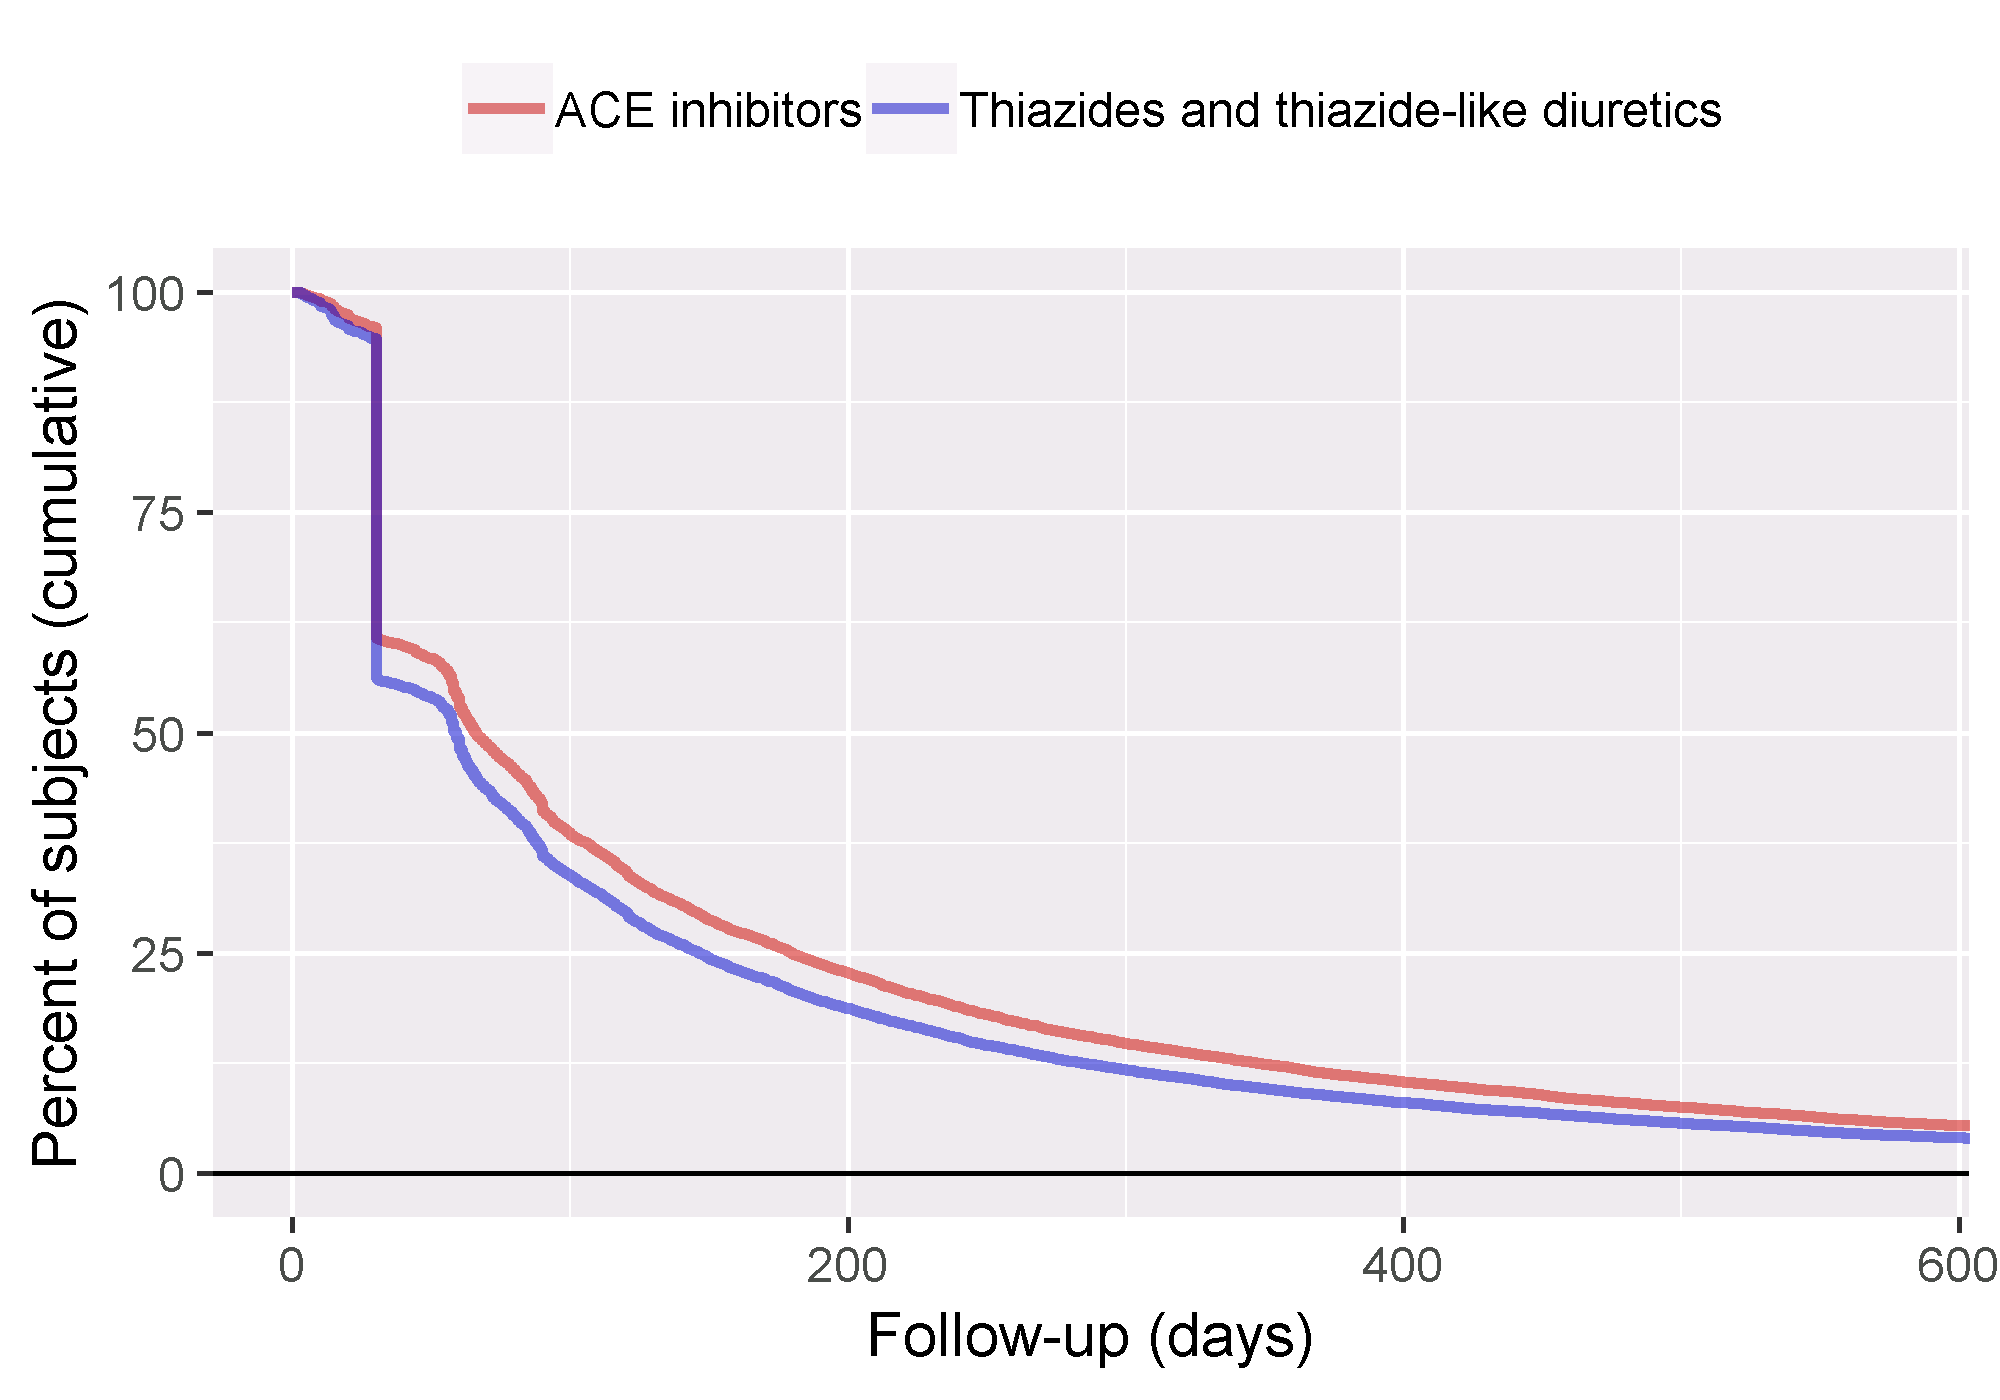 ACE inhibitors Thiazides and thiazide-like diuretics
Percent of subjects (cumulative)
100
75
50
25
0
0 200 400 600
Follow-up (days)